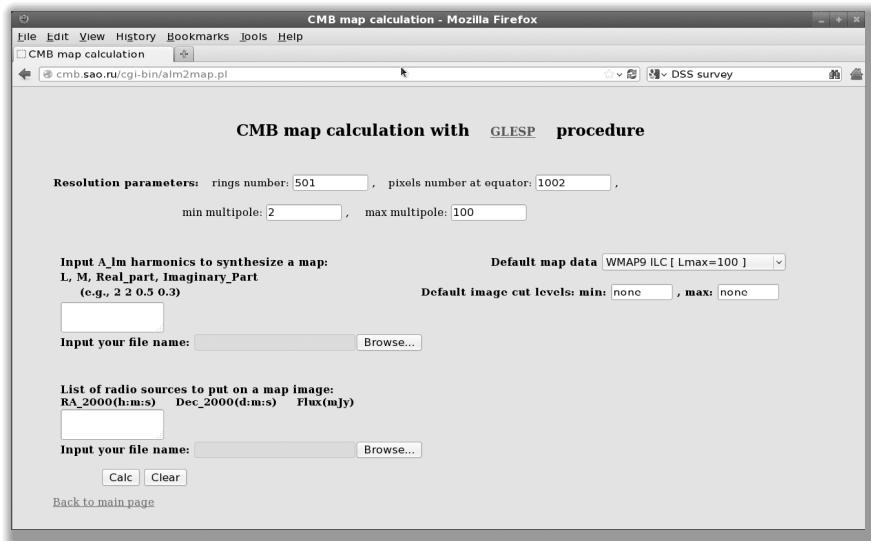 CMB map calculation - Mozilla Firefox
File Edit View History Bookmarks Tools Help
CMB map calculation
cmb.sao.ru/cgi-bin/alm2map.pl DSS survey
CMB map calculation with GLESP procedure
Resolution parameters: rings number: 501 , pixels number at equator: 1002 ,
min multipole: 2 , max multipole: 100
Input A_lm harmonics to synthesize a map: Default map data WMAP9 ILC [ Lmax=100 ]
L, M, Real_part, Imaginary_Part
(e.g., 2 2 0.5 0.3) Default image cut levels: min: none , max: none
Input your file name: Browse...
List of radio sources to put on a map image:
RA_2000(h:m:s) Dec_2000(d:m:s) Flux(mJy)
Input your file name: Browse...
Calc Clear
Back to main page